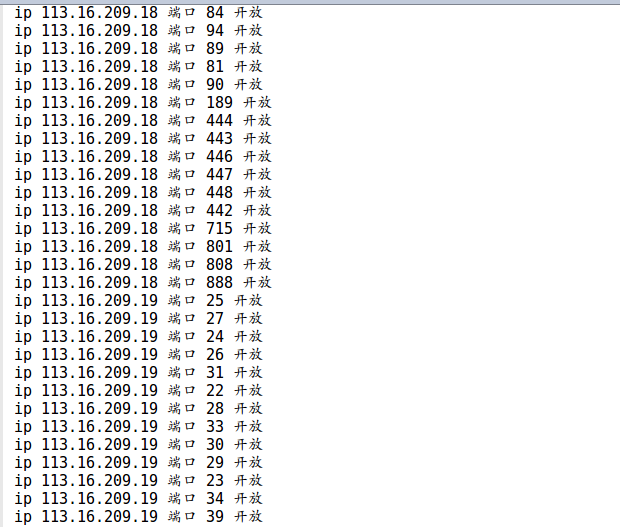 ip 113.16.209.18 端口 84 开放
ip 113.16.209.18 端口 94 开放
ip 113.16.209.18 端口 89 开放
ip 113.16.209.18 端口 81 开放
ip 113.16.209.18 端口 90 开放
ip 113.16.209.18 端口 189 开放
ip 113.16.209.18 端口 444 开放
ip 113.16.209.18 端口 443 开放
ip 113.16.209.18 端口 446 开放
ip 113.16.209.18 端口 447 开放
ip 113.16.209.18 端口 448 开放
ip 113.16.209.18 端口 442 开放
ip 113.16.209.18 端口 715 开放
ip 113.16.209.18 端口 801 开放
ip 113.16.209.18 端口 808 开放
ip 113.16.209.18 端口 888 开放
ip 113.16.209.19 端口 25 开放
ip 113.16.209.19 端口 27 开放
ip 113.16.209.19 端口 24 开放
ip 113.16.209.19 端口 26 开放
ip 113.16.209.19 端口 31 开放
ip 113.16.209.19 端口 22 开放
ip 113.16.209.19 端口 28 开放
ip 113.16.209.19 端口 33 开放
ip 113.16.209.19 端口 30 开放
ip 113.16.209.19 端口 29 开放
ip 113.16.209.19 端口 23 开放
ip 113.16.209.19 端口 34 开放
ip 113.16.209.19 端口 39 开放